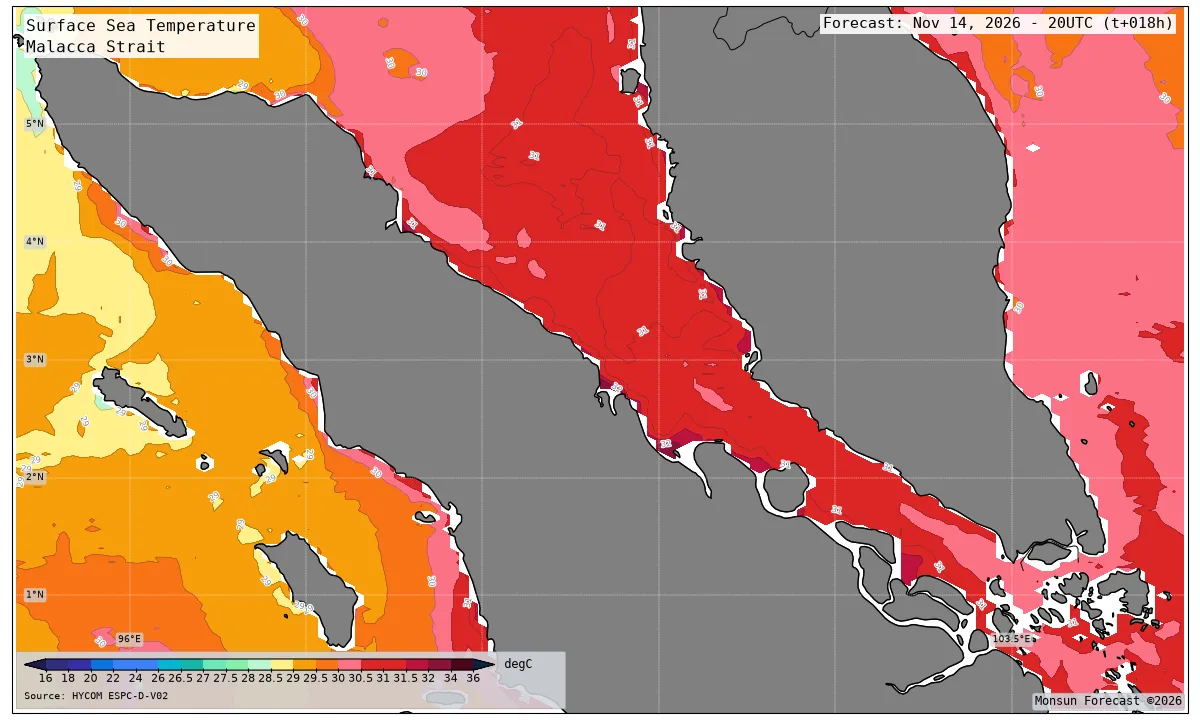 Surface Sea Temperature
Malacca Strait
Forecast: Nov 14, 2026 - 20UTC (t+018h)
5°N
4°N
3°N
2°N
1°N
96°E
103.5°E
16 18 20 22 24 26 26.5 27 27.5 28 28.5 29 29.5 30 30.5 31 31.5 32 34 36
degC
Source: HYCOM ESPC-D-V02
Monsun Forecast ©2026